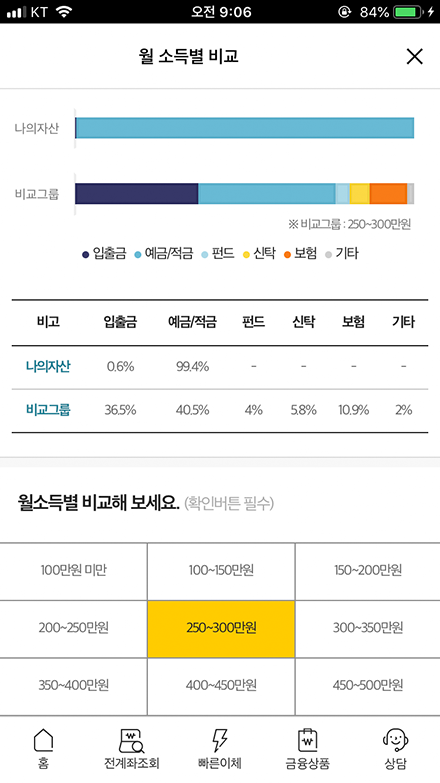 KT 오전 9:06 84%
월 소득별 비교
나의자산
비교그룹
※ 비교그룹 : 250~300만원
입출금 예금/적금 펀드 신탁 보험 기타
비고 입출금 예금/적금 펀드 신탁 보험 기타
나의자산 0.6% 99.4% - - - -
비교그룹 36.5% 40.5% 4% 5.8% 10.9% 2%
월소득별 비교해 보세요. (확인버튼 필수)
100만원 미만 100~150만원 150~200만원
200~250만원 250~300만원 300~350만원
350~400만원 400~450만원 450~500만원
홈 전계좌조회 빠른이체 금융상품 상담